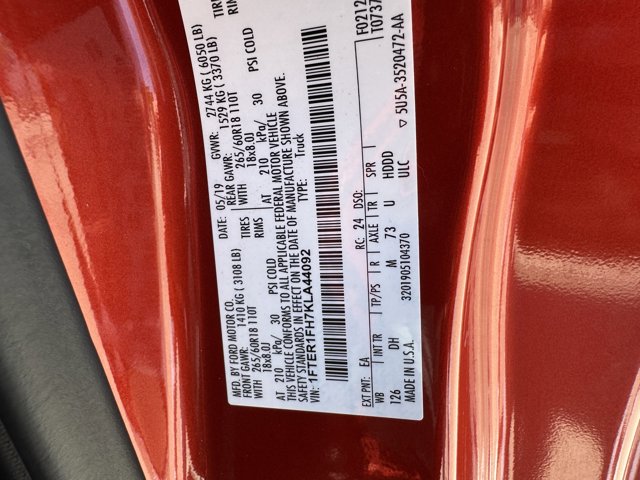 MFD. BY FORD MOTOR CO.
DATE: 05/19 GVWR: 2744 KG ( 6050 LB)
FRONT GAWR: 1410 KG ( 3108 LB) REAR GAWR: 1529 KG ( 3370 LB)
265/60R18 110T TIRES WITH 265/60R18 110T TIRE
18x8.0J RIMS 18x8.0J RIMS
AT 210 kPa/ 30 PSI COLD AT 210 kPa/ 30 PSI COLD
THIS VEHICLE CONFORMS TO ALL APPLICABLE FEDERAL MOTOR VEHICLE
SAFETY STANDARDS IN EFFECT ON THE DATE OF MANUFACTURE SHOWN ABOVE.
VIN: 1FTER1FH7KLA44092 TYPE: Truck
F0212
T0737
EXT PNT: EA RC: 24 DSO:
WB INT TR TP/PS R AXLE TR SPR
126 DH M 73 U HDDD
ULC
MADE IN U.S.A. 3201905104370 5U5A-3520472-AA